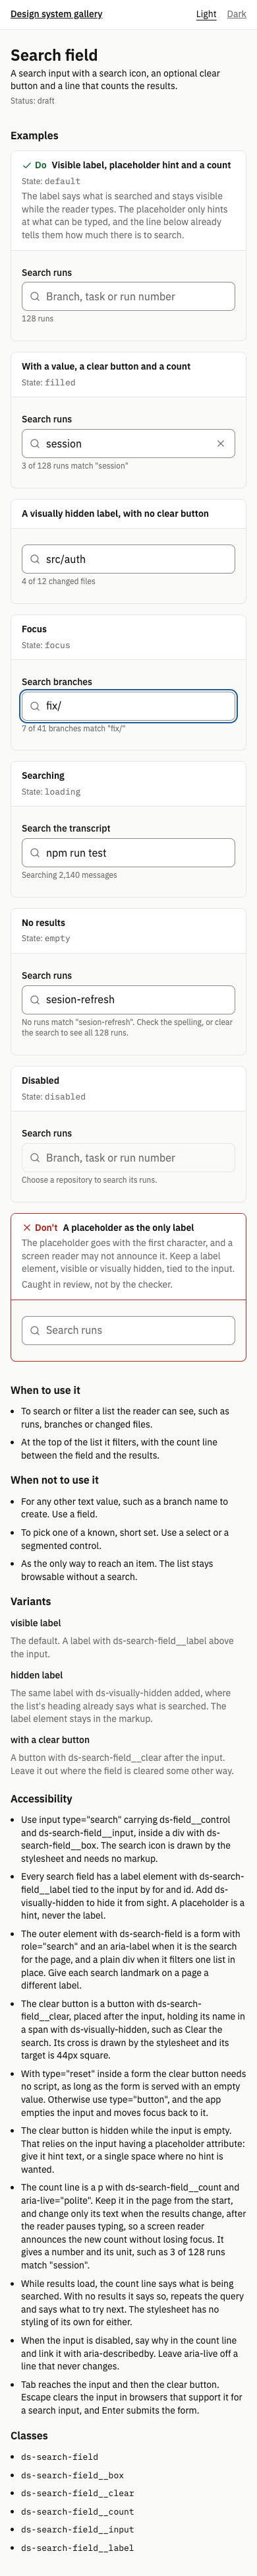 Design system gallery
Light Dark
Search field
A search input with a search icon, an optional clear
button and a line that counts the results.
Status: draft
Examples
Do Visible label, placeholder hint and a count
State: default
The label says what is searched and stays visible
while the reader types. The placeholder only hints
at what can be typed, and the line below already
tells them how much there is to search.
Search runs
Branch, task or run number
128 runs
With a value, a clear button and a count
State: filled
Search runs
session
3 of 128 runs match "session"
A visually hidden label, with no clear button
src/auth
4 of 12 changed files
Focus
State: focus
Search branches
fix/
7 of 41 branches match "fix/"
Searching
State: loading
Search the transcript
npm run test
Searching 2,140 messages
No results
State: empty
Search runs
sesion-refresh
No runs match "sesion-refresh". Check the spelling, or clear
the search to see all 128 runs.
Disabled
State: disabled
Search runs
Branch, task or run number
Choose a repository to search its runs.
Don't A placeholder as the only label
The placeholder goes with the first character, and a
screen reader may not announce it. Keep a label
element, visible or visually hidden, tied to the input.
Caught in review, not by the checker.
Search runs
When to use it
To search or filter a list the reader can see, such as
runs, branches or changed files.
At the top of the list it filters, with the count line
between the field and the results.
When not to use it
For any other text value, such as a branch name to
create. Use a field.
To pick one of a known, short set. Use a select or a
segmented control.
As the only way to reach an item. The list stays
browsable without a search.
Variants
visible label
The default. A label with ds-search-field__label above
the input.
hidden label
The same label with ds-visually-hidden added, where
the list's heading already says what is searched. The
label element stays in the markup.
with a clear button
A button with ds-search-field__clear after the input.
Leave it out where the field is cleared some other way.
Accessibility
Use input type="search" carrying ds-field__control
and ds-search-field__input, inside a div with ds-
search-field__box. The search icon is drawn by the
stylesheet and needs no markup.
Every search field has a label element with ds-search-
field__label tied to the input by for and id. Add ds-
visually-hidden to hide it from sight. A placeholder is a
hint, never the label.
The outer element with ds-search-field is a form with
role="search" and an aria-label when it is the search
for the page, and a plain div when it filters one list in
place. Give each search landmark on a page a
different label.
The clear button is a button with ds-search-
field__clear, placed after the input, holding its name in
a span with ds-visually-hidden, such as Clear the
search. Its cross is drawn by the stylesheet and its
target is 44px square.
With type="reset" inside a form the clear button needs
no script, as long as the form is served with an empty
value. Otherwise use type="button", and the app
empties the input and moves focus back to it.
The clear button is hidden while the input is empty.
That relies on the input having a placeholder attribute:
give it hint text, or a single space where no hint is
wanted.
The count line is a p with ds-search-field__count and
aria-live="polite". Keep it in the page from the start,
and change only its text when the results change, after
the reader pauses typing, so a screen reader
announces the new count without losing focus. It
gives a number and its unit, such as 3 of 128 runs
match "session".
While results load, the count line says what is being
searched. With no results it says so, repeats the query
and says what to try next. The stylesheet has no
styling of its own for either.
When the input is disabled, say why in the count line
and link it with aria-describedby. Leave aria-live off a
line that never changes.
Tab reaches the input and then the clear button.
Escape clears the input in browsers that support it for
a search input, and Enter submits the form.
Classes
ds-search-field
ds-search-field__box
ds-search-field__clear
ds-search-field__count
ds-search-field__input
ds-search-field__label